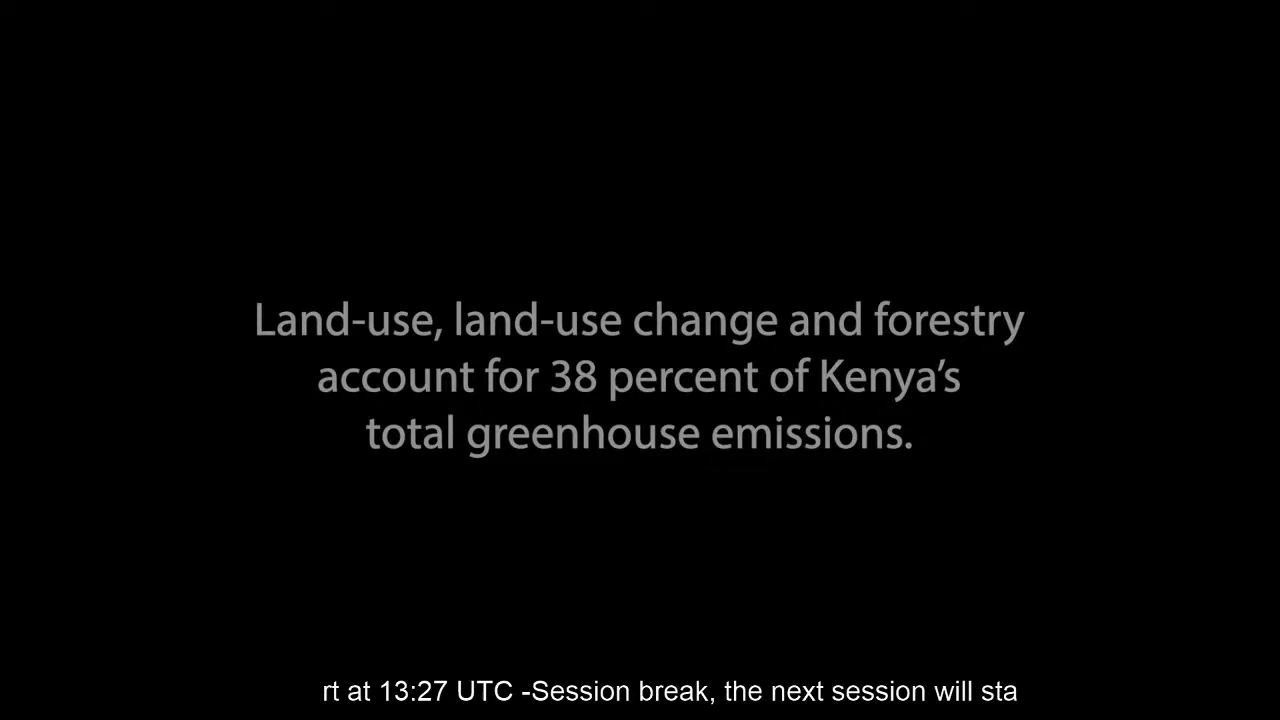 Land-use, land-use change and forestry
account for 38 percent of Kenya’s
total greenhouse emissions.
rt at 13:27 UTC -Session break, the next session will sta